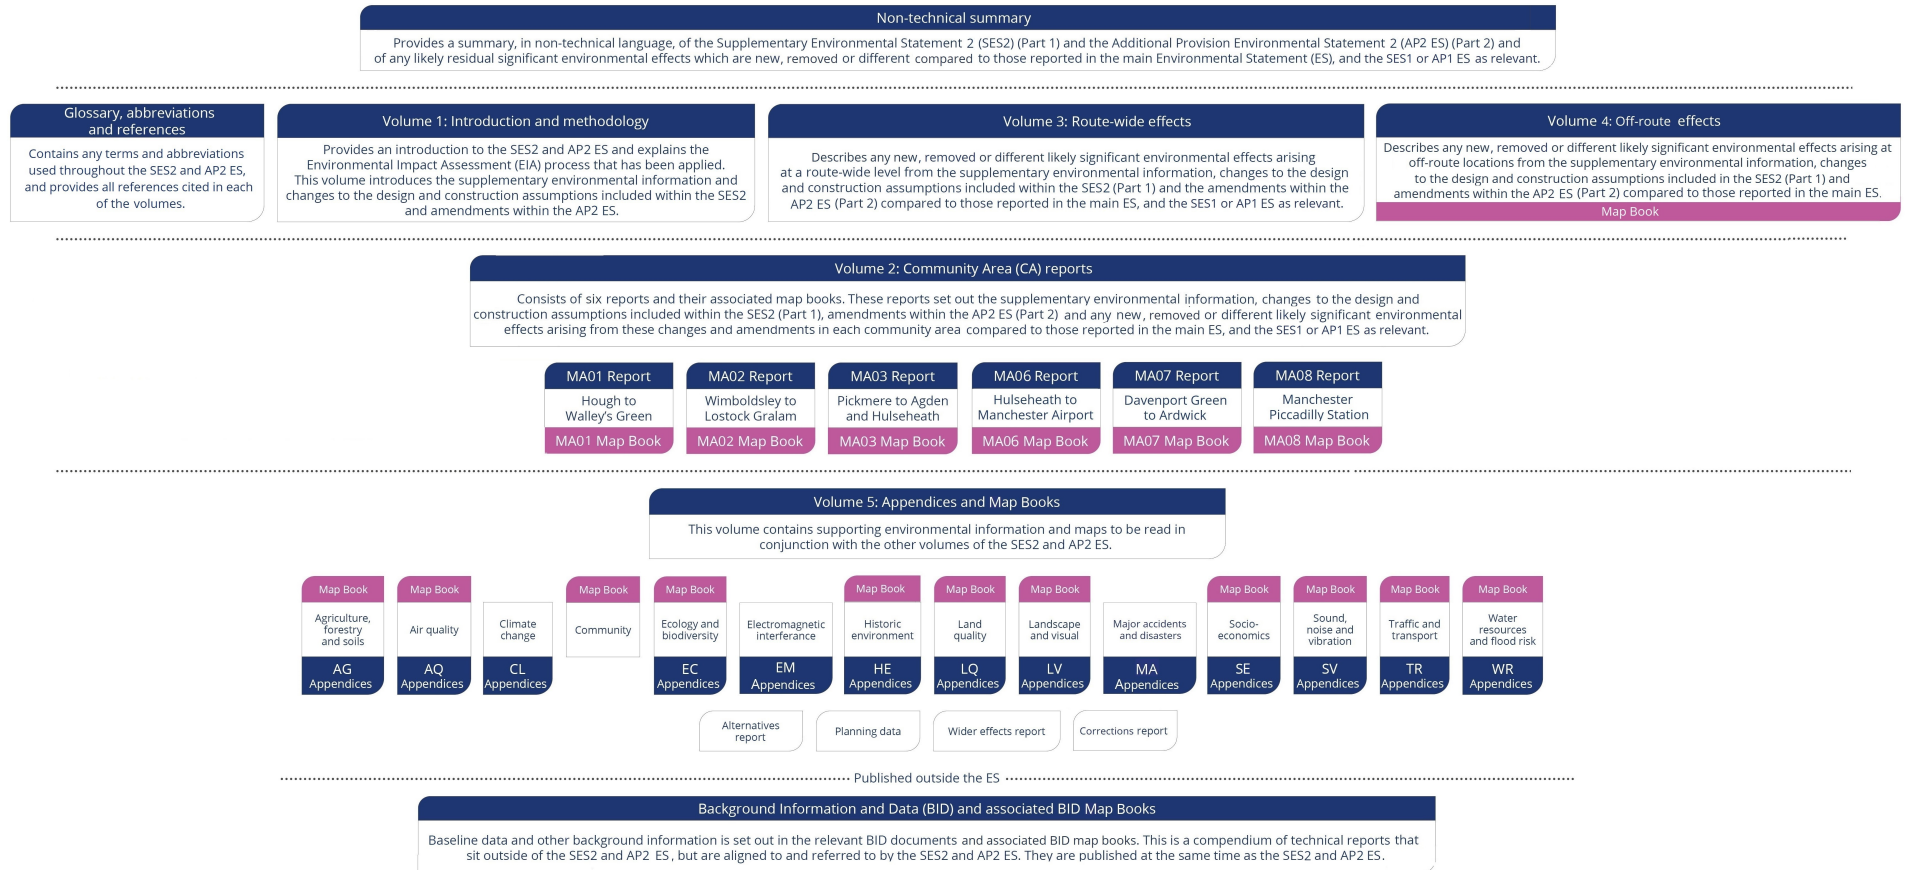 Non-technical summary
Provides a summary, in non-technical language, of the Supplementary Environmental Statement 2 (SES2) (Part 1) and the Additional Provision Environmental Statement 2 (AP2 ES) (Part 2) and
of any likely residual significant environmental effects which are new, removed or different compared to those reported in the main Environmental Statement (ES), and the SES1 or AP1 ES as relevant.
Glossary, abbreviations
and references
Contains any terms and abbreviations
used throughout the SES2 and AP2 ES,
and provides all references cited in each
of the volumes.
Volume 1: Introduction and methodology
Provides an introduction to the SES2 and AP2 ES and explains the
Environmental Impact Assessment (EIA) process that has been applied.
This volume introduces the supplementary environmental information and
changes to the design and construction assumptions included within the SES2
and amendments within the AP2 ES.
Volume 3: Route-wide effects
Describes any new, removed or different likely significant environmental effects arising
at a route-wide level from the supplementary environmental information, changes to the design
and construction assumptions included within the SES2 (Part 1) and the amendments within the
AP2 ES (Part 2) compared to those reported in the main ES, and the SES1 or AP1 ES as relevant.
Volume 4: Off-route effects
Describes any new, removed or different likely significant environmental effects arising at
off-route locations from the supplementary environmental information, changes
to the design and construction assumptions included in the SES2 (Part 1) and
amendments within the AP2 ES (Part 2) compared to those reported in the main ES.
Map Book
Volume 2: Community Area (CA) reports
Consists of six reports and their associated map books. These reports set out the supplementary environmental information, changes to the design and
construction assumptions included within the SES2 (Part 1), amendments within the AP2 ES (Part 2) and any new, removed or different likely significant environmental
effects arising from these changes and amendments in each community area compared to those reported in the main ES, and the SES1 or AP1 ES as relevant.
MA01 Report
Hough to
Walley's Green
MA01 Map Book
MA02 Report
Wimboldsley to
Lostock Gralam
MA02 Map Book
MA03 Report
Pickmere to Agden
and Hulseheath
MA03 Map Book
MA06 Report
Hulseheath to
Manchester Airport
MA06 Map Book
MA07 Report
Davenport Green
to Ardwick
MA07 Map Book
MA08 Report
Manchester
Piccadilly Station
MA08 Map Book
Volume 5: Appendices and Map Books
This volume contains supporting environmental information and maps to be read in
conjunction with the other volumes of the SES2 and AP2 ES.
Map Book
Agriculture,
forestry
and soils
AG
Appendices
Map Book
Air quality
AQ
Appendices
Climate
change
CL
Appendices
Map Book
Community
Map Book
Ecology and
biodiversity
EC
Appendices
Electromagnetic
interferance
EM
Appendices
Map Book
Historic
environment
HE
Appendices
Map Book
Land
quality
LQ
Appendices
Map Book
Landscape
and visual
LV
Appendices
Major accidents
and disasters
MA
Appendices
Map Book
Socio-
economics
SE
Appendices
Map Book
Sound,
noise and
vibration
SV
Appendices
Map Book
Traffic and
transport
TR
Appendices
Map Book
Water
resources
and flood risk
WR
Appendices
Alternatives
report
Planning data
Wider effects report
Corrections report
Published outside the ES
Background Information and Data (BID) and associated BID Map Books
Baseline data and other background information is set out in the relevant BID documents and associated BID map books. This is a compendium of technical reports that
sit outside of the SES2 and AP2 ES, but are aligned to and referred to by the SES2 and AP2 ES. They are published at the same time as the SES2 and AP2 ES.